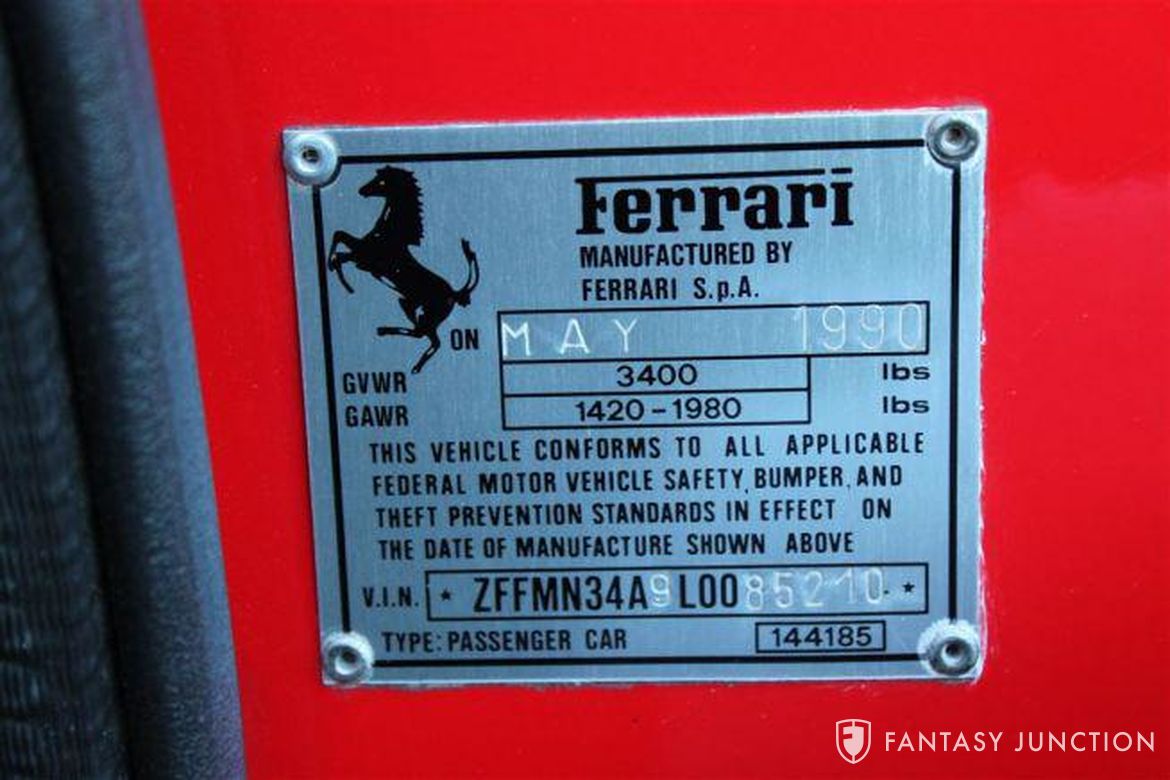 Ferrari
MANUFACTURED BY
FERRARI S.p.A.
ON MAY 1990
GVWR 3400 lbs
GAWR 1420-1980 lbs
THIS VEHICLE CONFORMS TO ALL APPLICABLE
FEDERAL MOTOR VEHICLE SAFETY, BUMPER, AND
THEFT PREVENTION STANDARDS IN EFFECT ON
THE DATE OF MANUFACTURE SHOWN ABOVE
V.I.N. * ZFFMN34A9L0085210. *
TYPE: PASSENGER CAR 144185
FANTASY JUNCTION